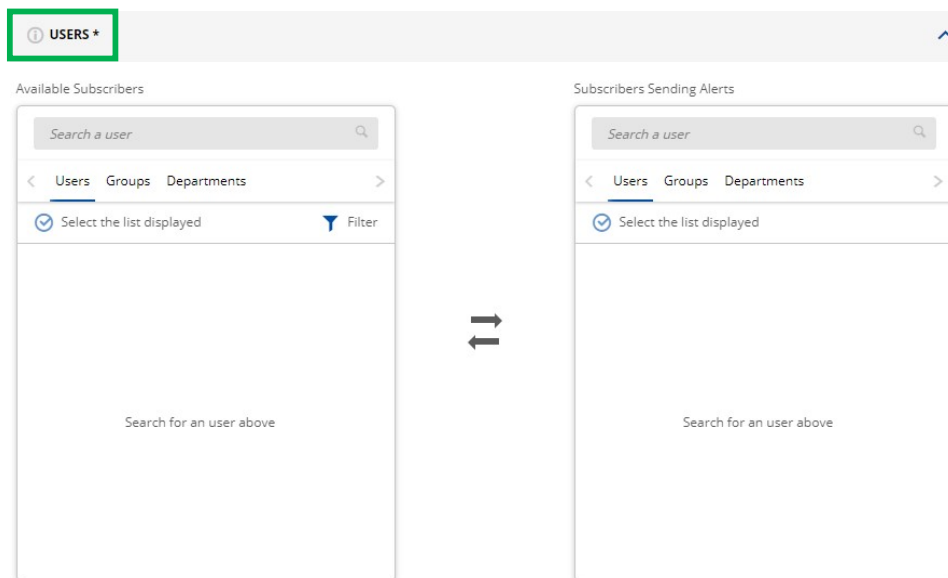 USERS *
Available Subscribers
Search a user
Users Groups Departments
Select the list displayed Filter
Search for an user above
Subscribers Sending Alerts
Search a user
Users Groups Departments
Select the list displayed
Search for an user above